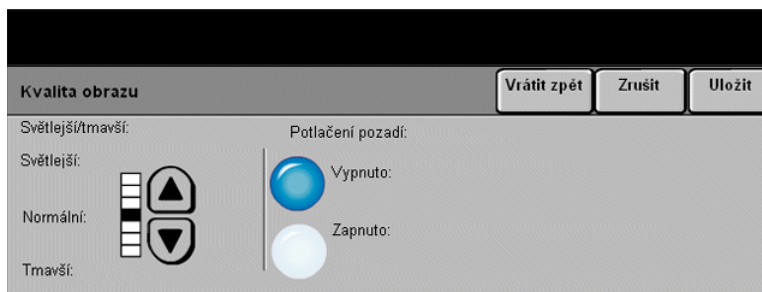 Kvalita obrazu
Vrátit zpět
Zrušit
Uložit
Světlejší/tmavší:
Světlejší:
Normální:
Tmavší:
Potlačení pozadí:
Vypnuto:
Zapnuto: